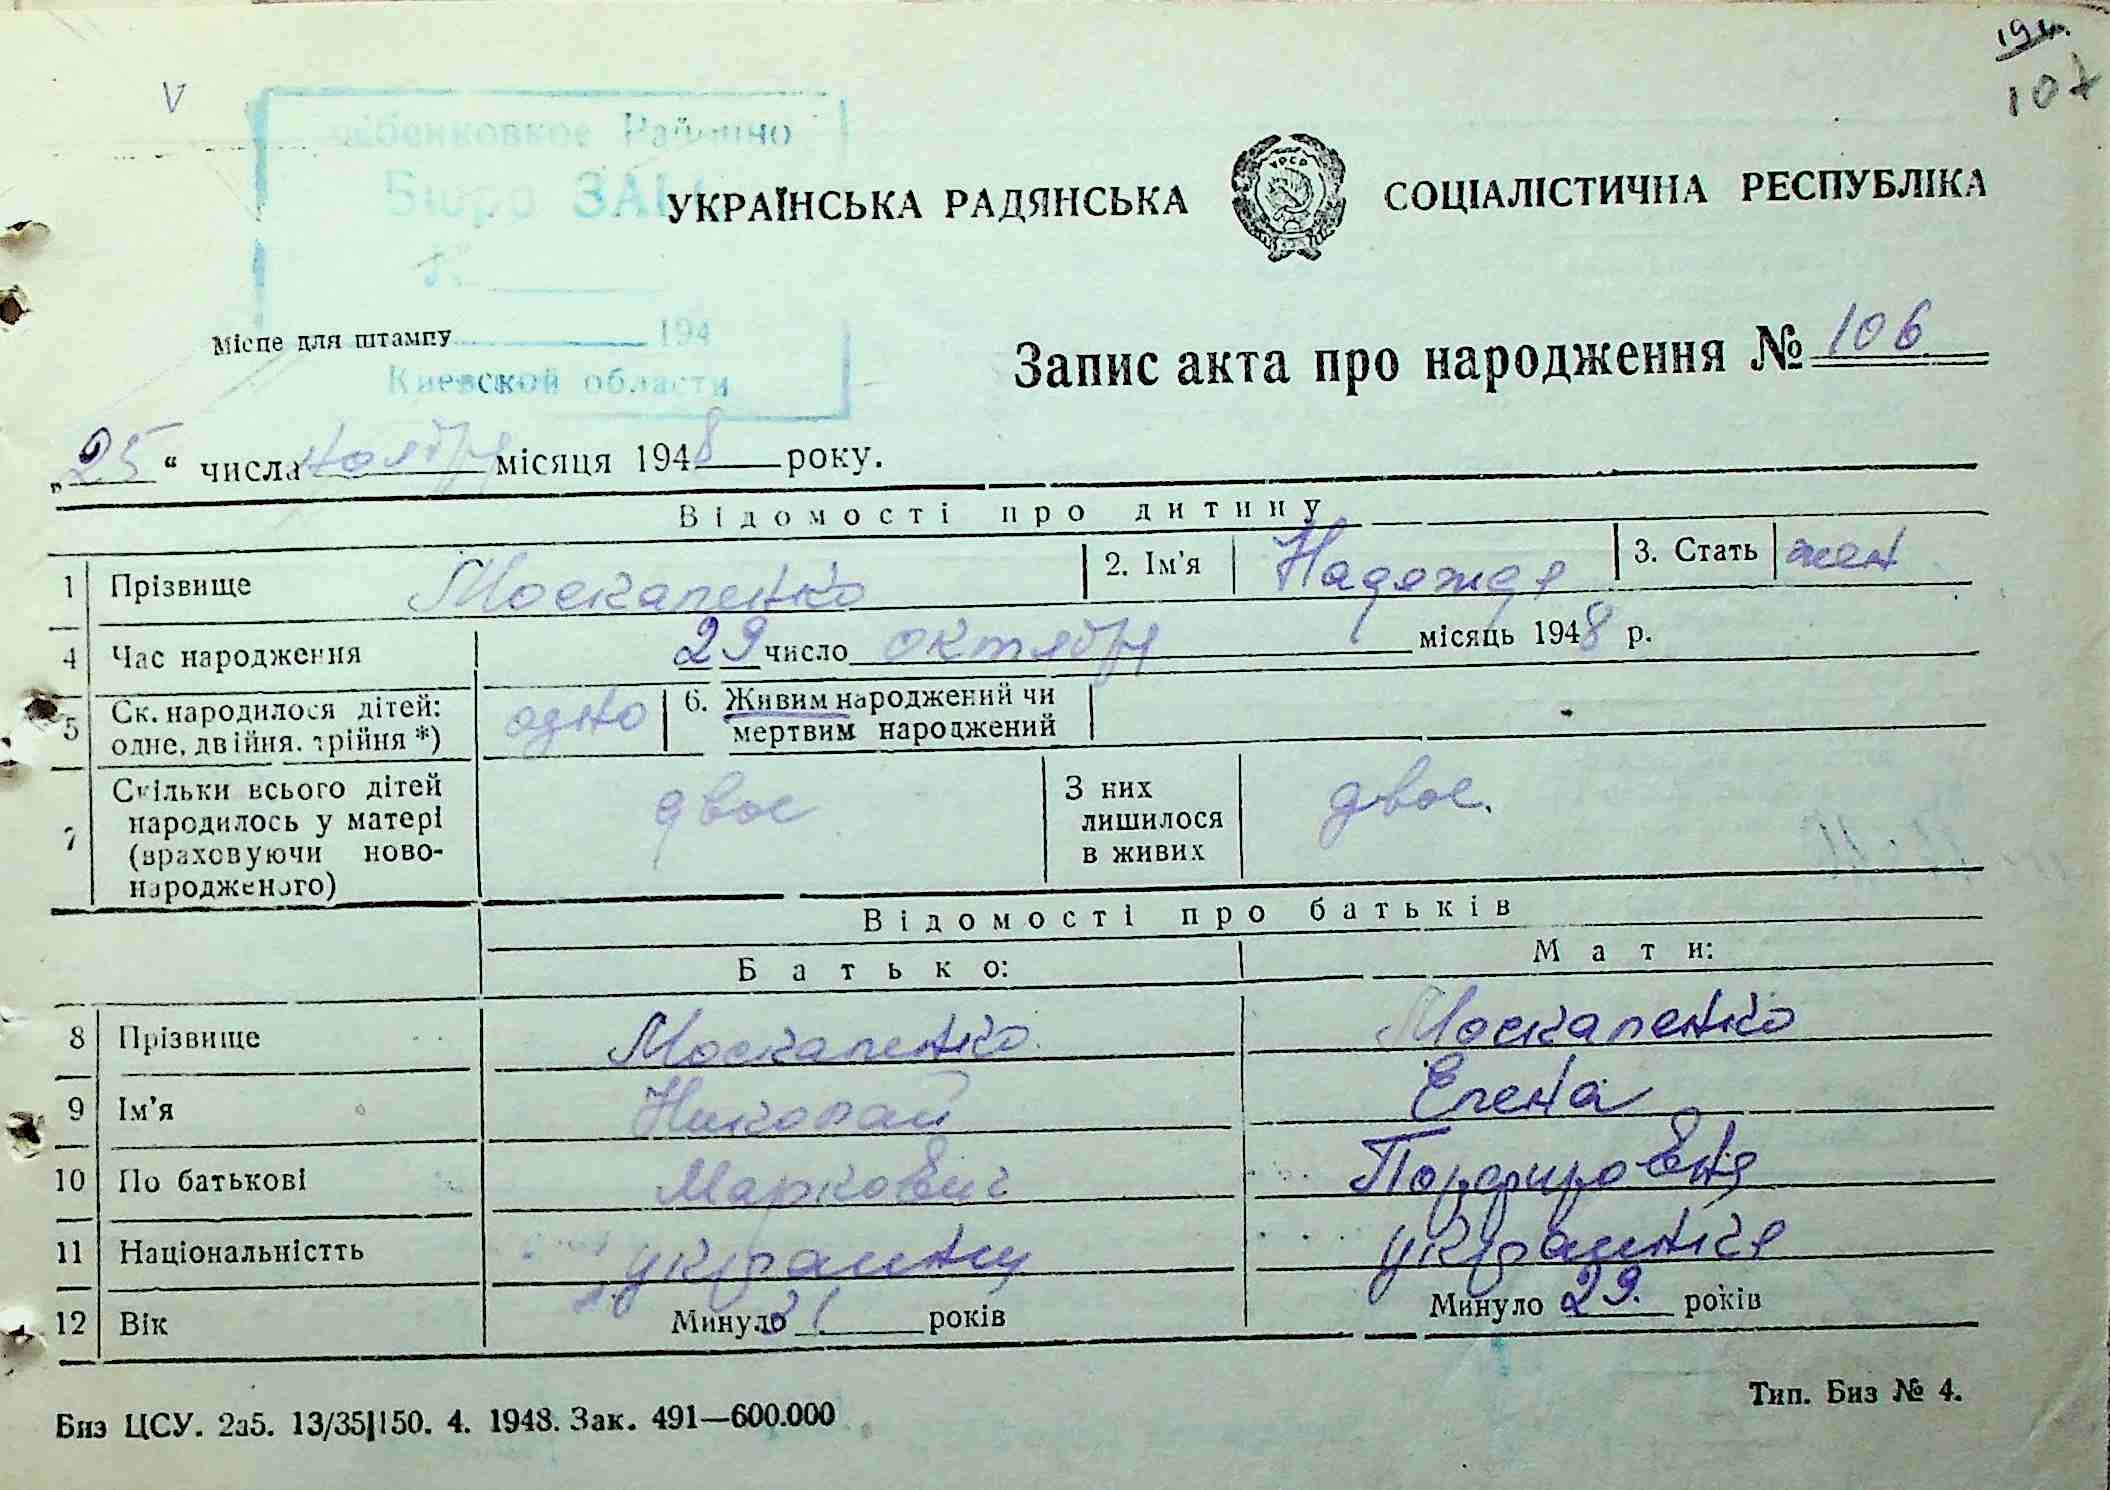 194.
107
V
Бюро ЗАГС
г.
194
Киевской области
УКРАЇНСЬКА РАДЯНСЬКА СОЦІАЛІСТИЧНА РЕСПУБЛІКА
УРСР
Місце для штампу
Запис акта про народження № 106
„25“ числа ноября місяця 1948 року.
Відомості про дитину
1 Прізвище Москаленко 2. Ім'я Надежда 3. Стать жен
4 Час народження 29 число октября місяць 1948 р.
5 Ск. народилося дітей: одне, двійня, трійня *) одно 6. Живим народжений чи мертвим народжений
7 Скільки всього дітей народилось у матері (враховуючи ново-народженого) двое З них лишилося в живих двое.
Відомості про батьків
Батько: Мати:
8 Прізвище Москаленко Москаленко
9 Ім'я Николай Елена
10 По батькові Маркович Порфировна
11 Національністть украинец украинка
12 Вік Минуло 31 років Минуло 29. років
Биз ЦСУ. 2а5. 13/35|150. 4. 1948. Зак. 491—600.000
Тип. Биз № 4.